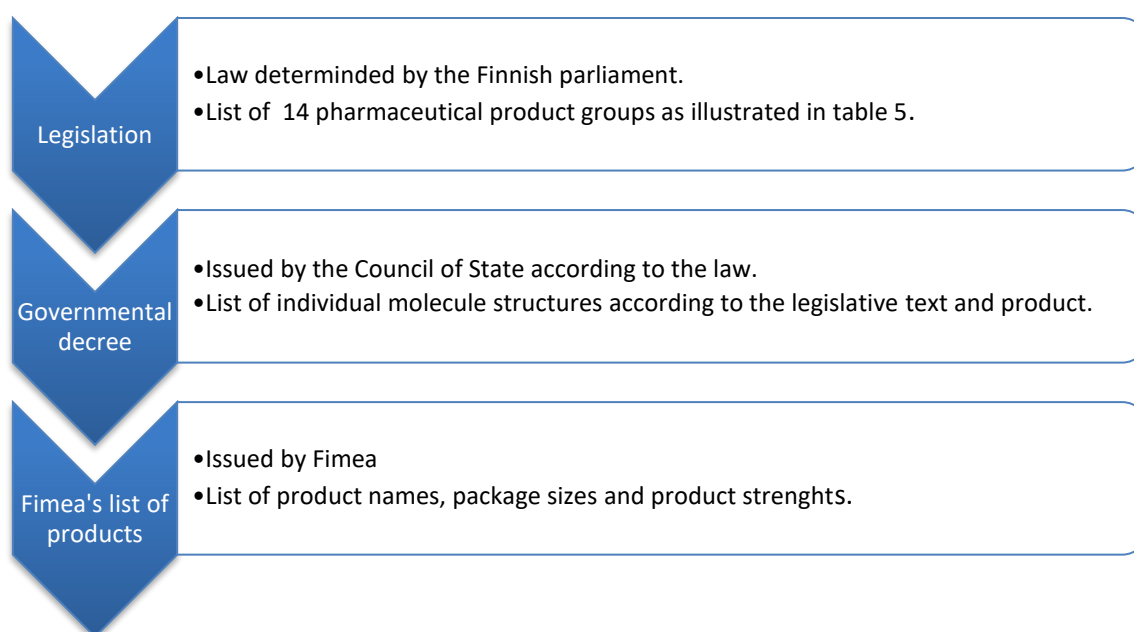 Legislation
•Law determinded by the Finnish parliament.
•List of 14 pharmaceutical product groups as illustrated in table 5.
Governmental
decree
•Issued by the Council of State according to the law.
•List of individual molecule structures according to the legislative text and product.
Fimea's list of
products
•Issued by Fimea
•List of product names, package sizes and product strenghts.